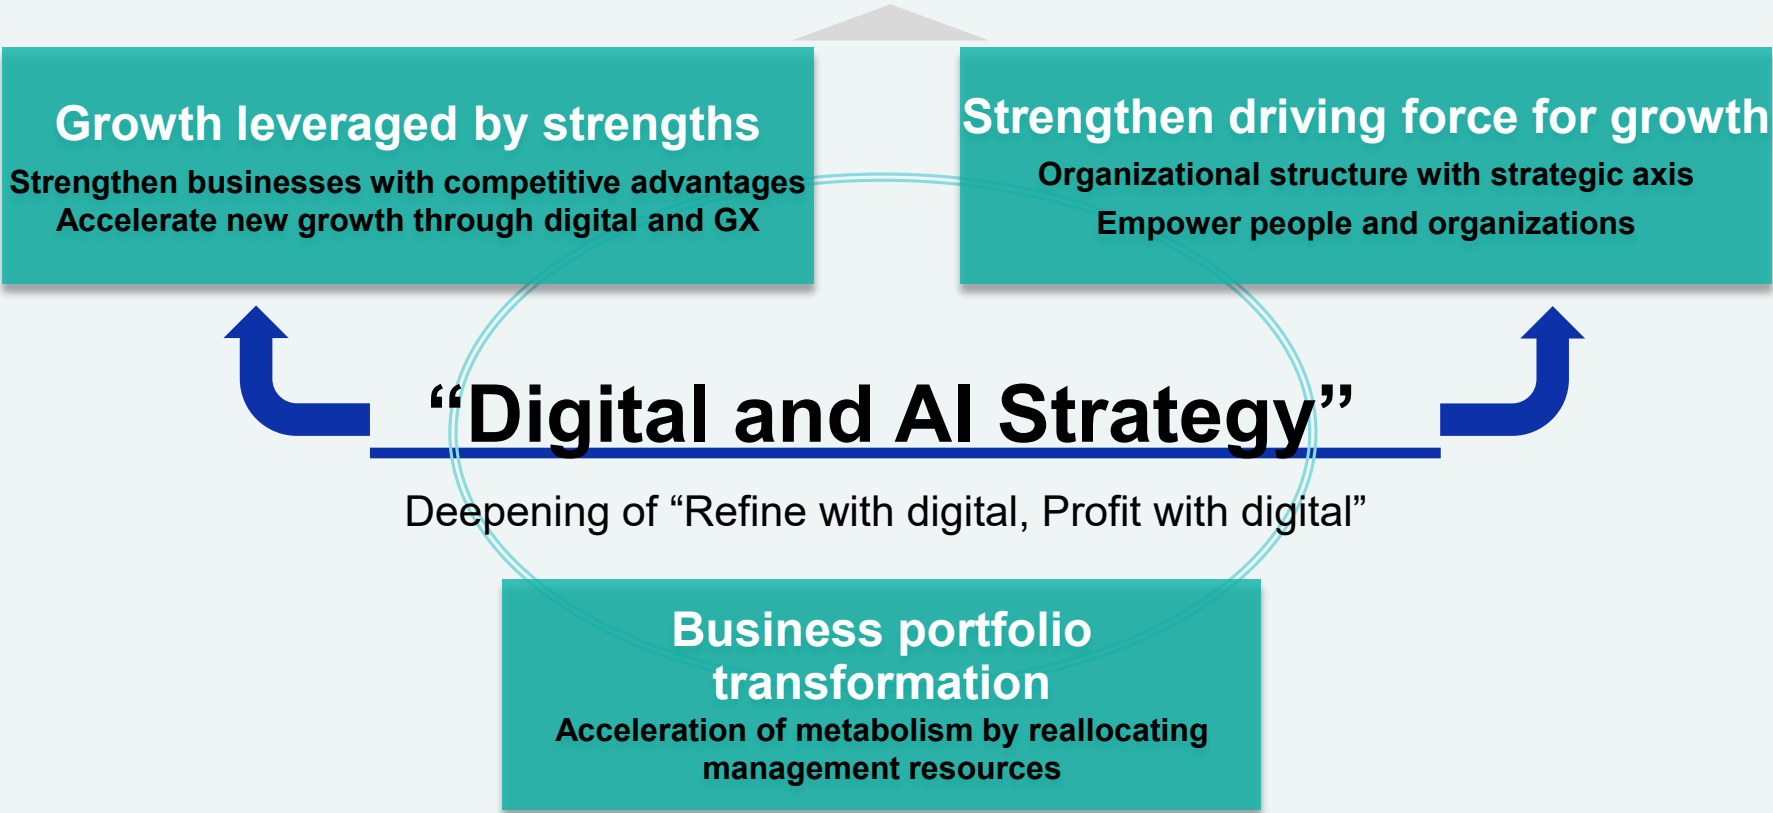 Growth leveraged by strengths
Strengthen businesses with competitive advantages
Accelerate new growth through digital and GX
Strengthen driving force for growth
Organizational structure with strategic axis
Empower people and organizations
“Digital and AI Strategy”
Deepening of “Refine with digital, Profit with digital”
Business portfolio
transformation
Acceleration of metabolism by reallocating
management resources